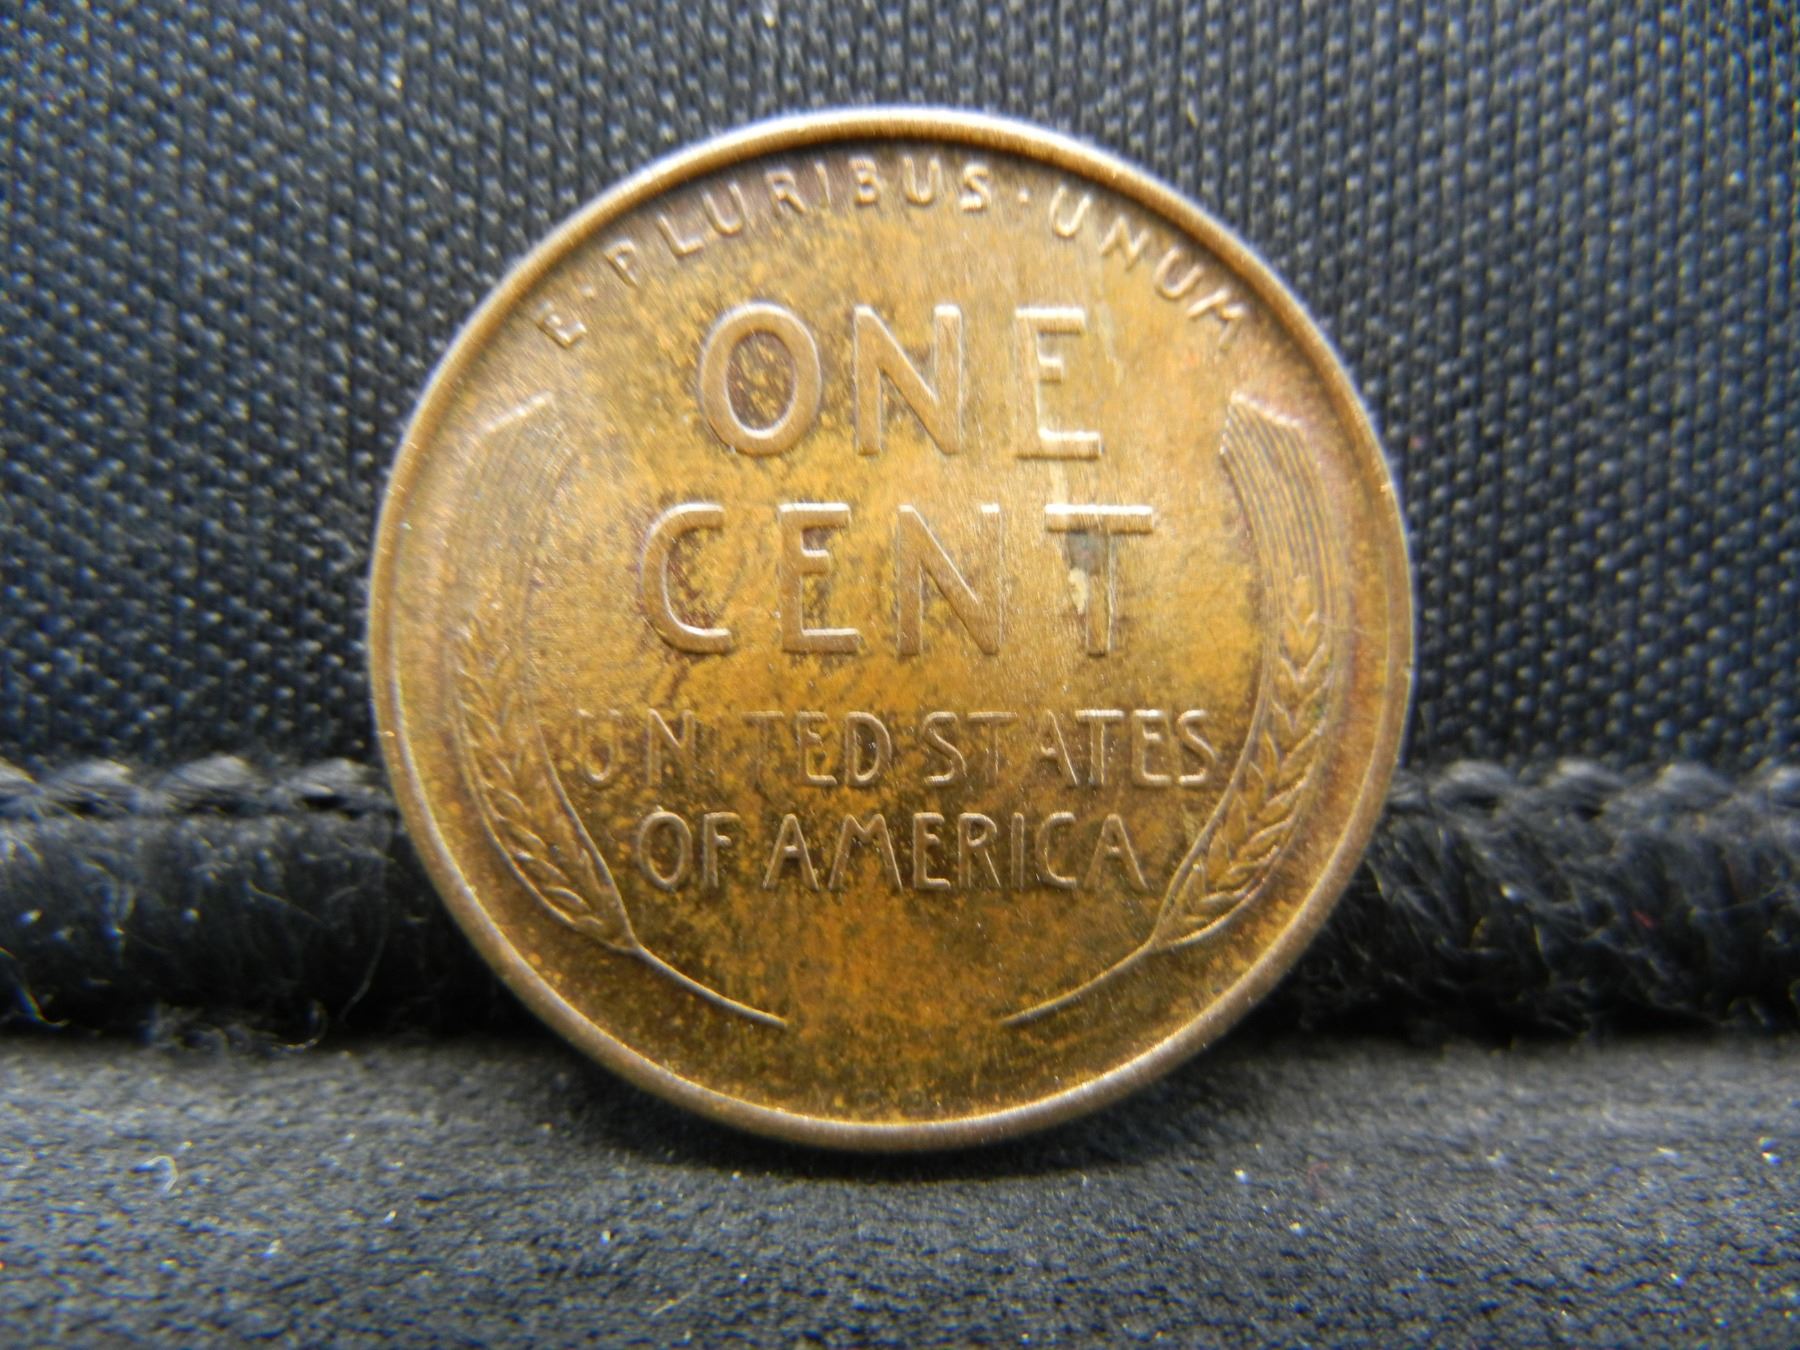 E·PLURIBUS·UNUM
ONE
CENT
UNITED STATES
OF AMERICA